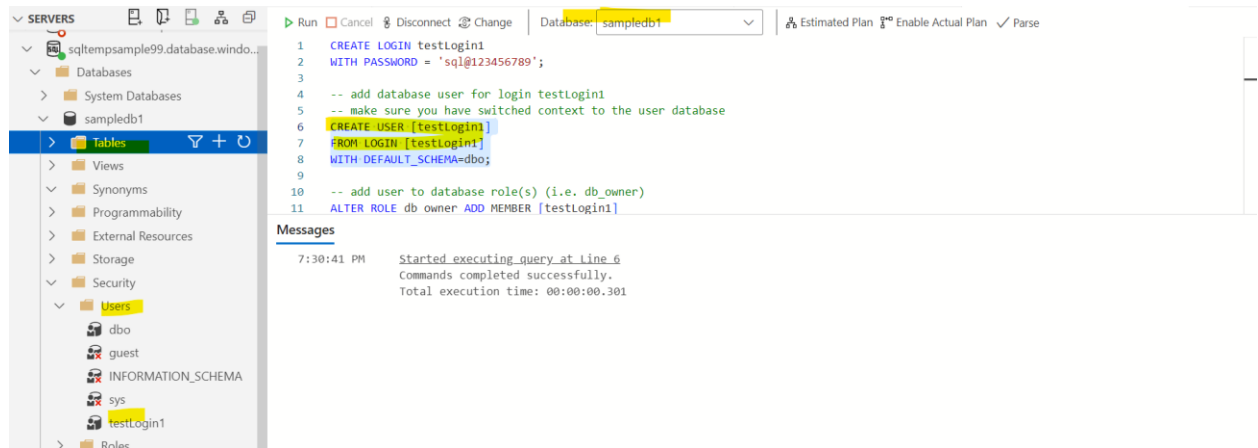 SERVERS
Run Cancel Disconnect Change Database: sampledb1 Estimated Plan Enable Actual Plan Parse
sqltempsample99.database.windo...
Databases
System Databases
sampledb1
Tables
Views
Synonyms
Programmability
External Resources
Storage
Security
Users
dbo
guest
INFORMATION_SCHEMA
sys
testLogin1
Roles
1 CREATE LOGIN testLogin1
2 WITH PASSWORD = 'sql@123456789';
3
4 -- add database user for login testLogin1
5 -- make sure you have switched context to the user database
6 CREATE USER [testLogin1]
7 FROM LOGIN [testLogin1]
8 WITH DEFAULT_SCHEMA=dbo;
9
10 -- add user to database role(s) (i.e. db_owner)
11 ALTER ROLE db_owner ADD MEMBER [testLogin1]
Messages
7:30:41 PM Started executing query at Line 6
Commands completed successfully.
Total execution time: 00:00:00.301